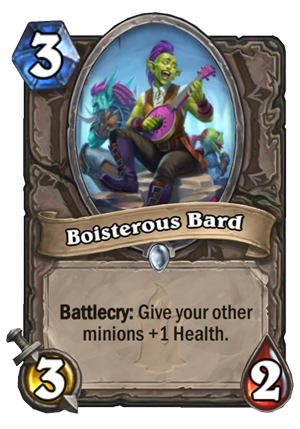 3
Boisterous Bard
Battlecry: Give your other
minions +1 Health.
3
2